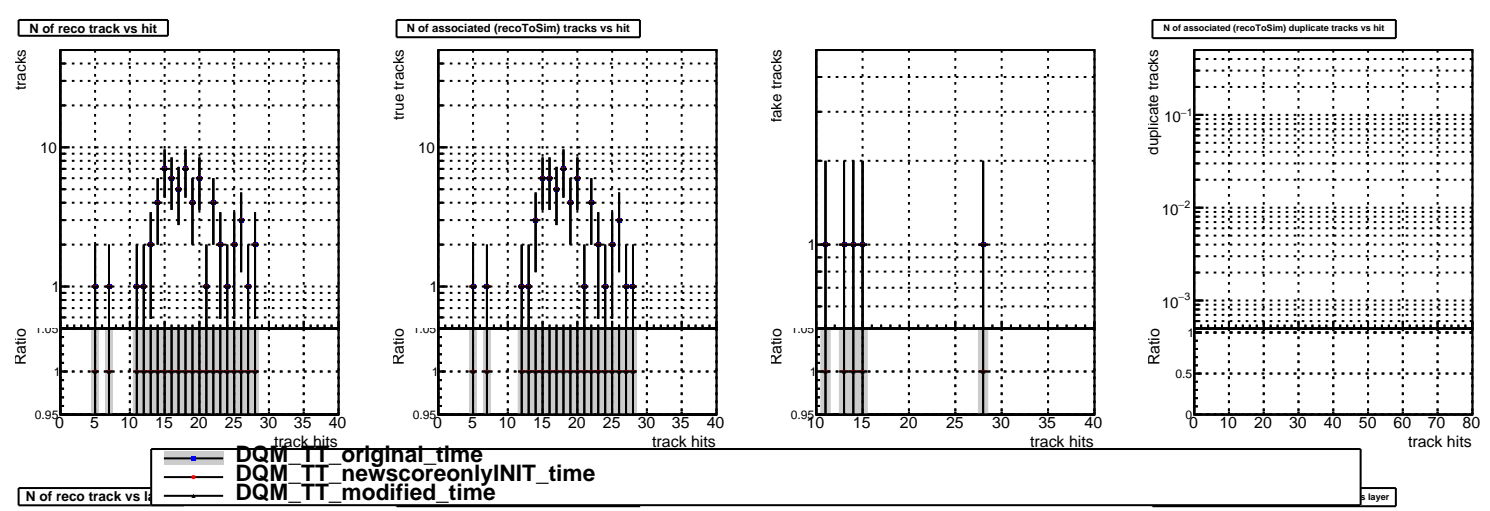 N of reco track vs hit
N of associated (recoToSim) tracks vs hit
N of associated (recoToSim) duplicate tracks vs hit
tracks
10
1
Ratio
1.05
1
0.95
0 5 10 15 20 25 30 35 40
track hits
true tracks
10
1
Ratio
1.05
1
0.95
0 5 10 15 20 25 30 35 40
track hits
fake tracks
1
Ratio
1.05
1
0.95
10 15 20 25 30 35 40
track hits
duplicate tracks
10−1
10−2
10−3
Ratio
1
0.5
0
0 10 20 30 40 50 60 70 80
track hits
DQM_TT_original_time
DQM_TT_newscoreonlyINIT_time
DQM_TT_modified_time
N of reco track vs la
s layer